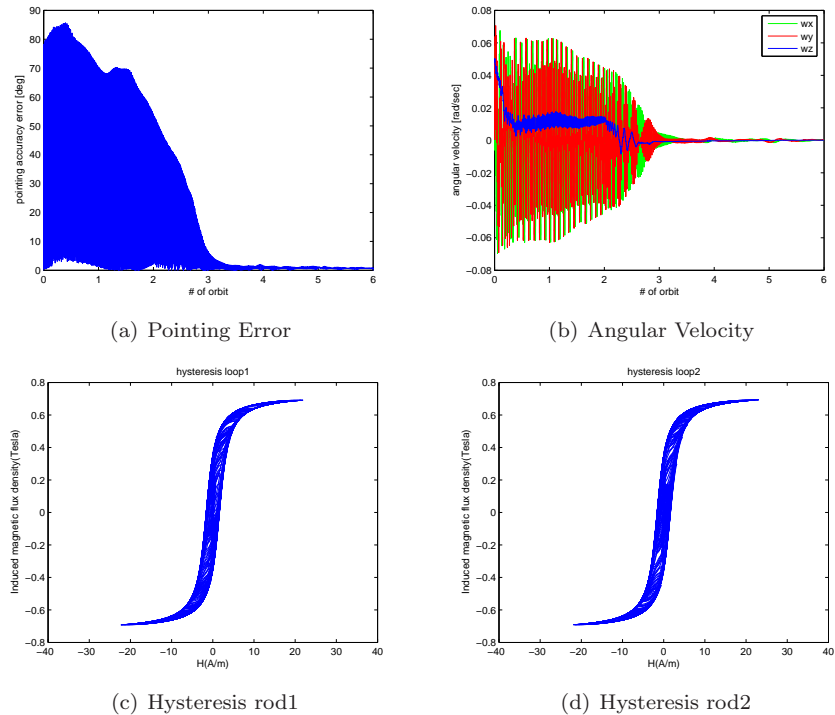 90
80
70
60
50
40
30
20
10
0
pointing accuracy error [deg]
0 1 2 3 4 5 6
# of orbit
(a) Pointing Error
0.08
0.06
0.04
0.02
0
−0.02
−0.04
−0.06
−0.08
angular velocity [rad/sec]
wx
wy
wz
0 1 2 3 4 5 6
# of orbit
(b) Angular Velocity
hysteresis loop1
0.8
0.6
0.4
0.2
0
−0.2
−0.4
−0.6
−0.8
Induced magnetic flux density(Tesla)
−40 −30 −20 −10 0 10 20 30 40
H(A/m)
(c) Hysteresis rod1
hysteresis loop2
0.8
0.6
0.4
0.2
0
−0.2
−0.4
−0.6
−0.8
Induced magnetic flux density(Tesla)
−40 −30 −20 −10 0 10 20 30 40
H(A/m)
(d) Hysteresis rod2